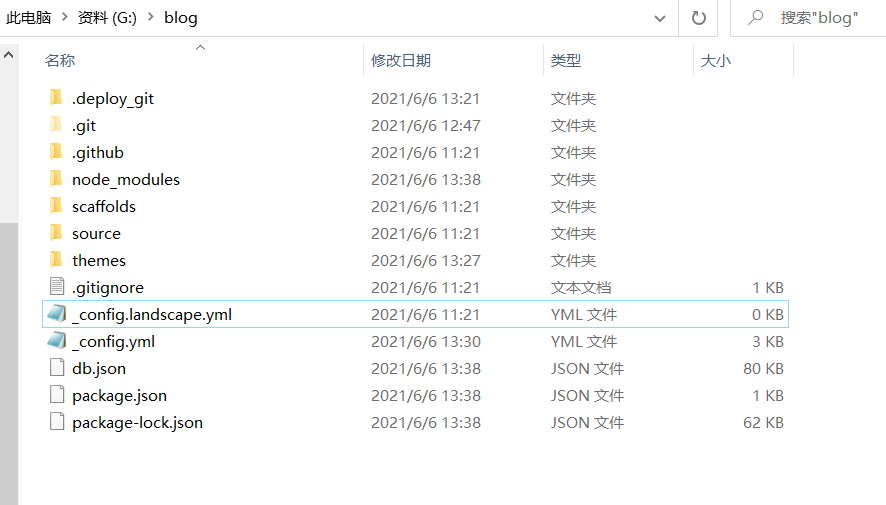 此电脑 资料 (G:) blog 搜索"blog"
名称 修改日期 类型 大小
.deploy_git 2021/6/6 13:21 文件夹
.git 2021/6/6 12:47 文件夹
.github 2021/6/6 11:21 文件夹
node_modules 2021/6/6 13:38 文件夹
scaffolds 2021/6/6 11:21 文件夹
source 2021/6/6 11:21 文件夹
themes 2021/6/6 13:27 文件夹
.gitignore 2021/6/6 11:21 文本文档 1 KB
_config.landscape.yml 2021/6/6 11:21 YML 文件 0 KB
_config.yml 2021/6/6 13:30 YML 文件 3 KB
db.json 2021/6/6 13:38 JSON 文件 80 KB
package.json 2021/6/6 13:38 JSON 文件 1 KB
package-lock.json 2021/6/6 13:38 JSON 文件 62 KB